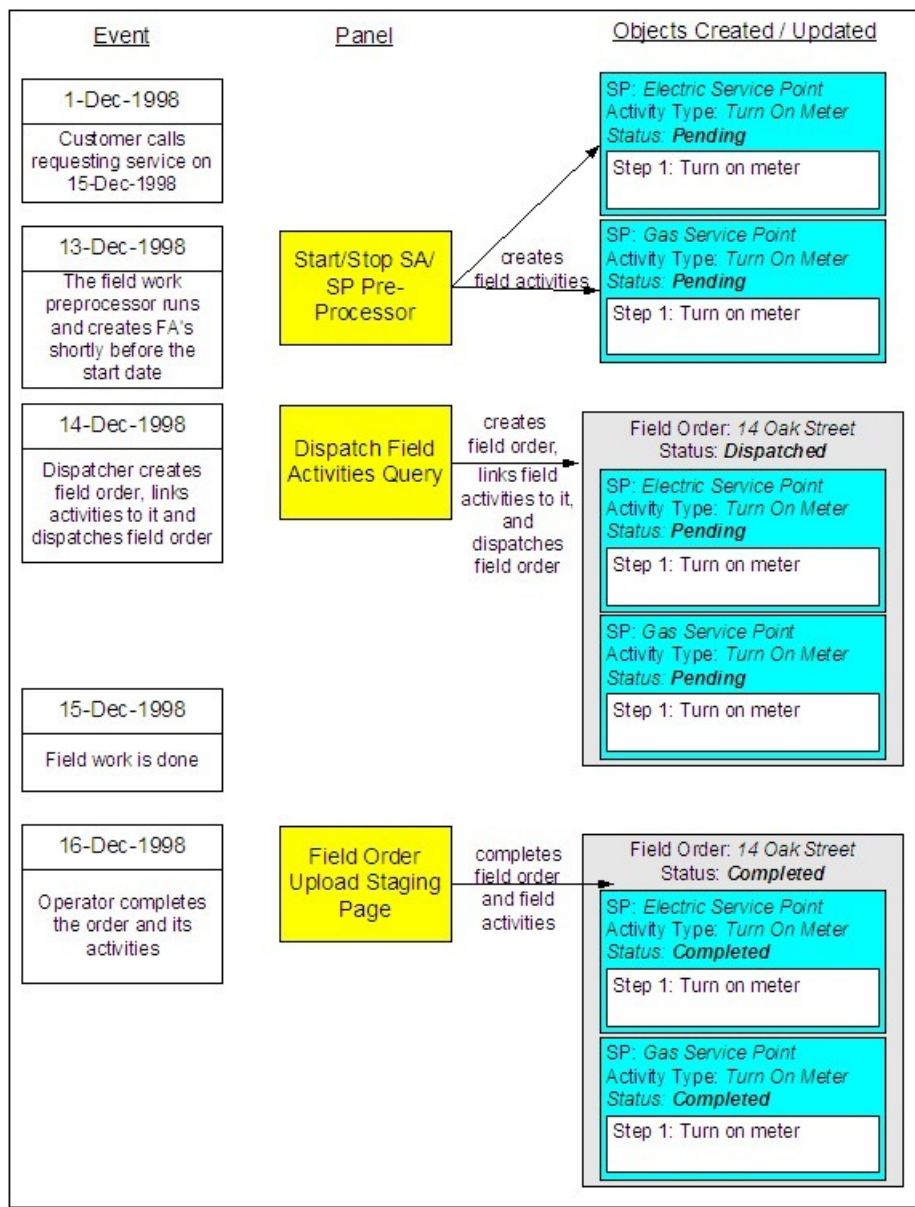 Event
Panel
Objects Created / Updated
1-Dec-1998
Customer calls
requesting service on
15-Dec-1998
SP: Electric Service Point
Activity Type: Turn On Meter
Status: Pending
Step 1: Turn on meter
13-Dec-1998
The field work
preprocessor runs
and creates FA's
shortly before the
start date
Start/Stop SA/
SP Pre-
Processor
creates
field activities
SP: Gas Service Point
Activity Type: Turn On Meter
Status: Pending
Step 1: Turn on meter
14-Dec-1998
Dispatcher creates
field order, links
activities to it and
dispatches field order
Dispatch Field
Activities Query
creates
field order,
links field
activities to it,
and
dispatches
field order
Field Order: 14 Oak Street
Status: Dispatched
SP: Electric Service Point
Activity Type: Turn On Meter
Status: Pending
Step 1: Turn on meter
SP: Gas Service Point
Activity Type: Turn On Meter
Status: Pending
Step 1: Turn on meter
15-Dec-1998
Field work is done
16-Dec-1998
Operator completes
the order and its
activities
Field Order
Upload Staging
Page
completes
field order
and field
activities
Field Order: 14 Oak Street
Status: Completed
SP: Electric Service Point
Activity Type: Turn On Meter
Status: Completed
Step 1: Turn on meter
SP: Gas Service Point
Activity Type: Turn On Meter
Status: Completed
Step 1: Turn on meter